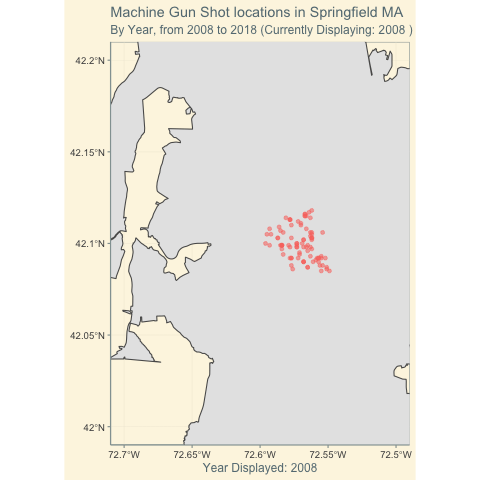 Machine Gun Shot locations in Springfield MA
By Year, from 2008 to 2018 (Currently Displaying: 2008 )
42.2°N
42.15°N
42.1°N
42.05°N
42°N
72.7°W 72.65°W 72.6°W 72.55°W 72.5°W
Year Displayed: 2008